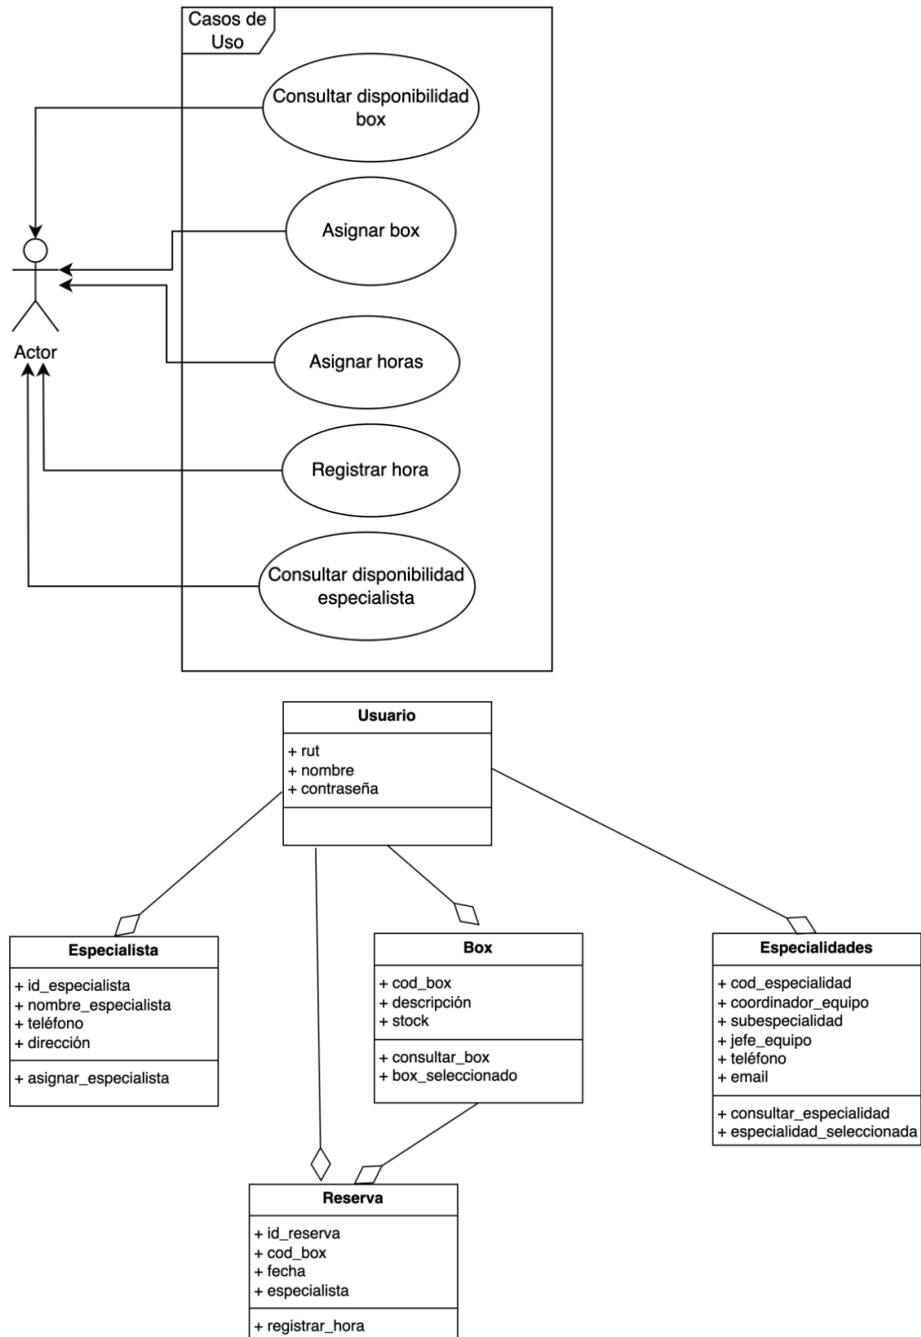 Casos de
Uso
Consultar disponibilidad
box
Asignar box
Actor
Asignar horas
Registrar hora
Consultar disponibilidad
especialista
Usuario
+ rut
+ nombre
+ contraseña
Especialista
+ id_especialista
+ nombre_especialista
+ teléfono
+ dirección
+ asignar_especialista
Box
+ cod_box
+ descripción
+ stock
+ consultar_box
+ box_seleccionado
Especialidades
+ cod_especialidad
+ coordinador_equipo
+ subespecialidad
+ jefe_equipo
+ teléfono
+ email
+ consultar_especialidad
+ especialidad_seleccionada
Reserva
+ id_reserva
+ cod_box
+ fecha
+ especialista
+ registrar_hora